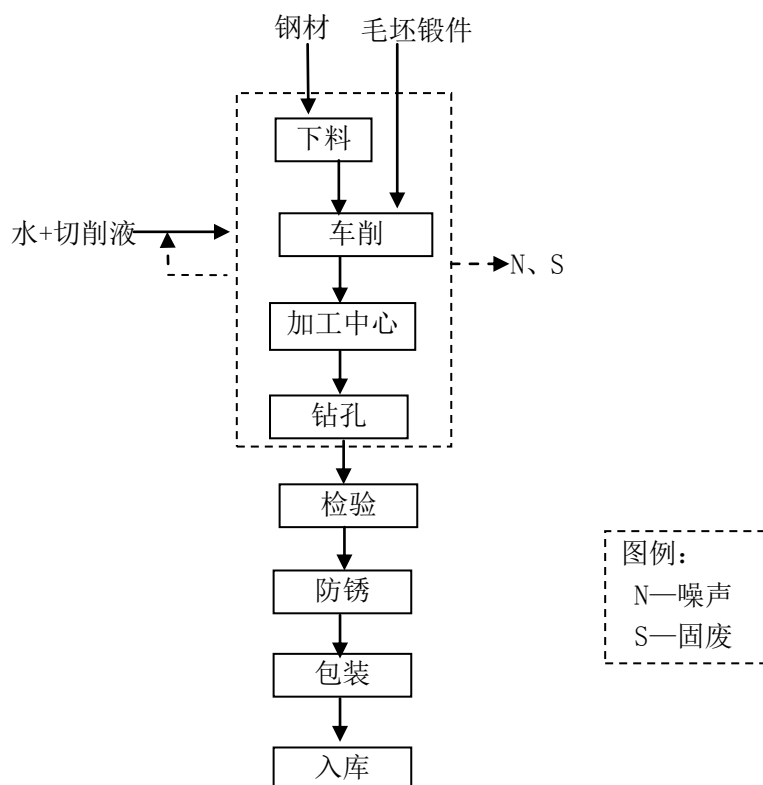 钢材
毛坯锻件
下料
水+切削液
车削
N、S
加工中心
钻孔
检验
防锈
包装
入库
图例：
N—噪声
S—固废